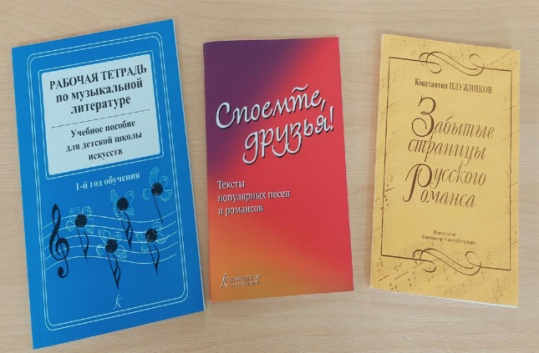 РАБОЧАЯ ТЕТРАДЬ
по музыкальной
литературе
Учебное пособие
для детской школы
искусств
1-й год обучения
Споемте,
друзья!
Тексты
популярных песен
и романсов
Константин ПЛУЖНИКОВ
Забытые
страницы
Русского
Романса